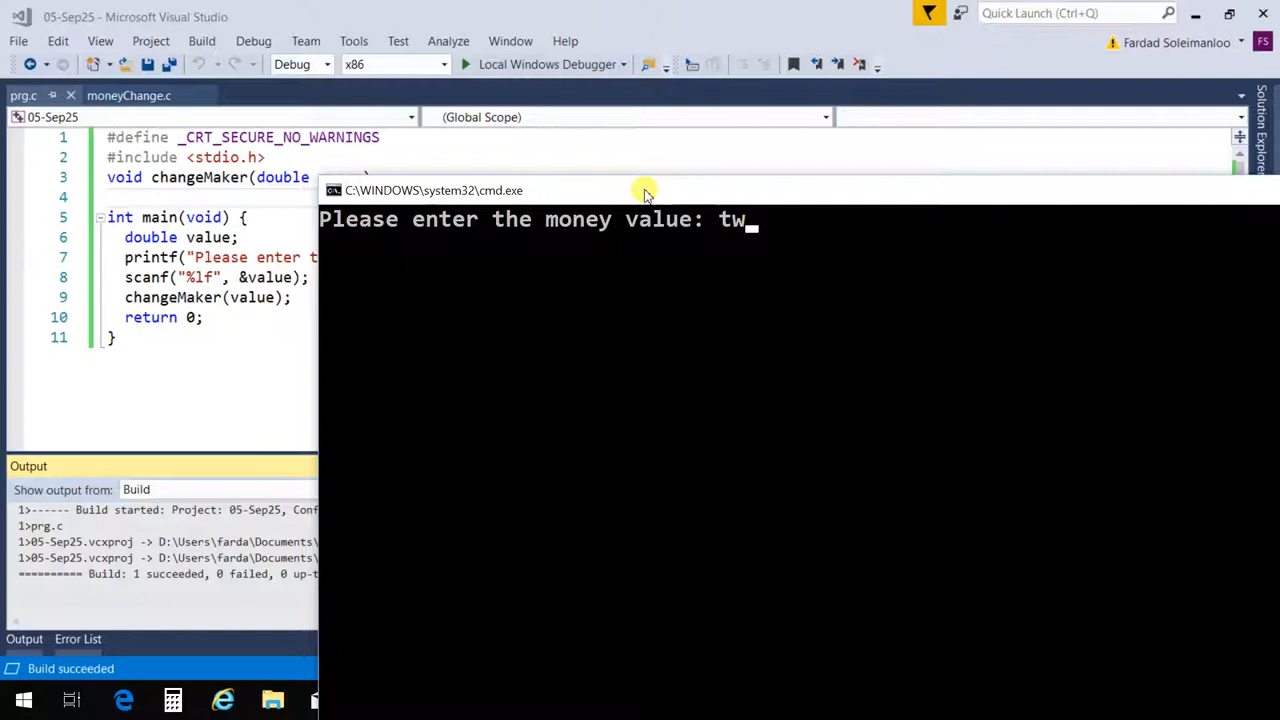 05-Sep25 - Microsoft Visual Studio
Quick Launch (Ctrl+Q)
File Edit View Project Build Debug Team Tools Test Analyze Window Help
Fardad Soleimanloo FS
Debug x86 Local Windows Debugger
prg.c moneyChange.c
05-Sep25 (Global Scope)
Solution Explorer
1 #define _CRT_SECURE_NO_WARNINGS
2 #include <stdio.h>
3 void changeMaker(double
4
5 int main(void) {
6 double value;
7 printf("Please enter t
8 scanf("%lf", &value);
9 changeMaker(value);
10 return 0;
11 }
C:\WINDOWS\system32\cmd.exe
Please enter the money value: tw_
Output
Show output from: Build
1>------ Build started: Project: 05-Sep25, Conf
1>prg.c
1>05-Sep25.vcxproj -> D:\Users\farda\Documents\
1>05-Sep25.vcxproj -> D:\Users\farda\Documents\
========== Build: 1 succeeded, 0 failed, 0 up-t
Output Error List
Build succeeded